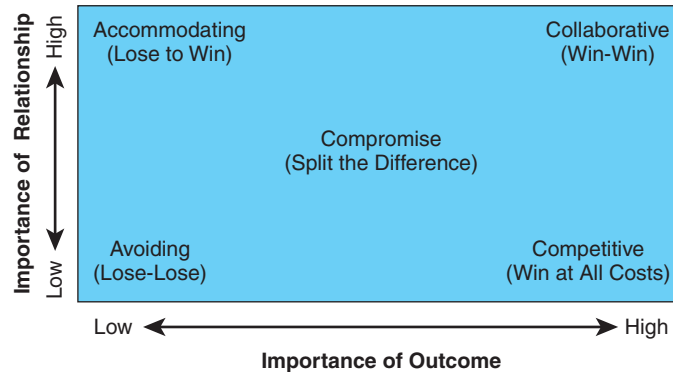 Importance of Relationship
High
Low
Accommodating
(Lose to Win)
Collaborative
(Win-Win)
Compromise
(Split the Difference)
Avoiding
(Lose-Lose)
Competitive
(Win at All Costs)
Low
High
Importance of Outcome